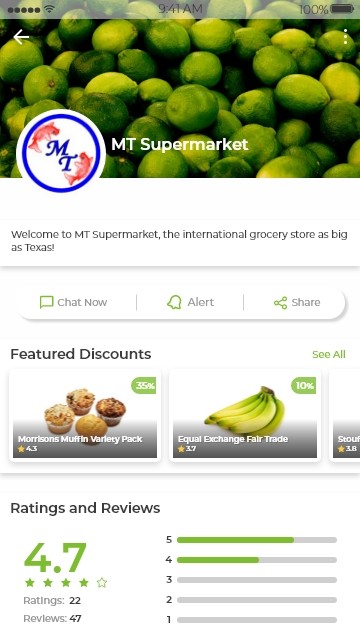 9:41 AM
100%
MT Supermarket
M
T
Welcome to MT Supermarket, the international grocery store as big
as Texas!
Chat Now
Alert
Share
Featured Discounts
See All
35%
10%
Morrisons Muffin Variety Pack
Equal Exchange Fair Trade
Stouf
4.3
3.7
3.8
Ratings and Reviews
4.7
Ratings: 22
Reviews: 47
5
4
3
2
1